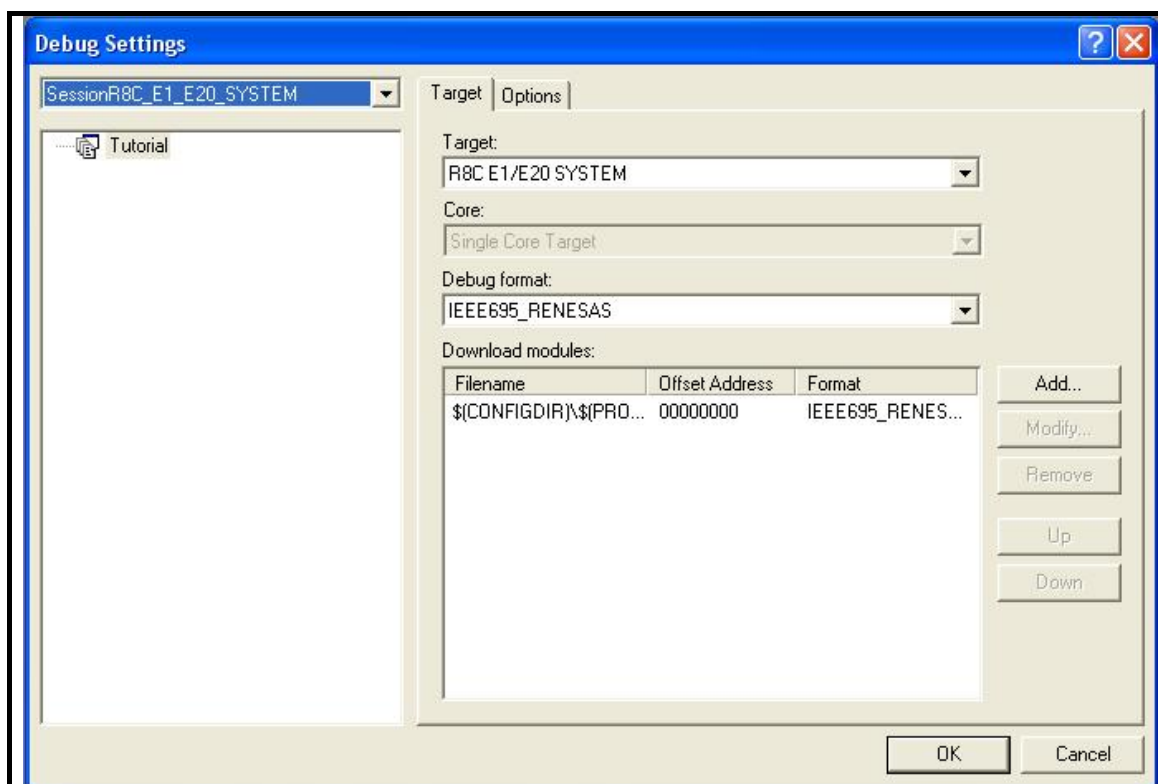 Debug Settings
SessionR8C_E1_E20_SYSTEM
Tutorial
Target Options
Target:
R8C E1/E20 SYSTEM
Core:
Single Core Target
Debug format:
IEEE695_RENESAS
Download modules:
Filename Offset Address Format
$(CONFIGDIR)\$(PRO... 00000000 IEEE695_RENES...
Add...
Modify...
Remove
Up
Down
OK Cancel